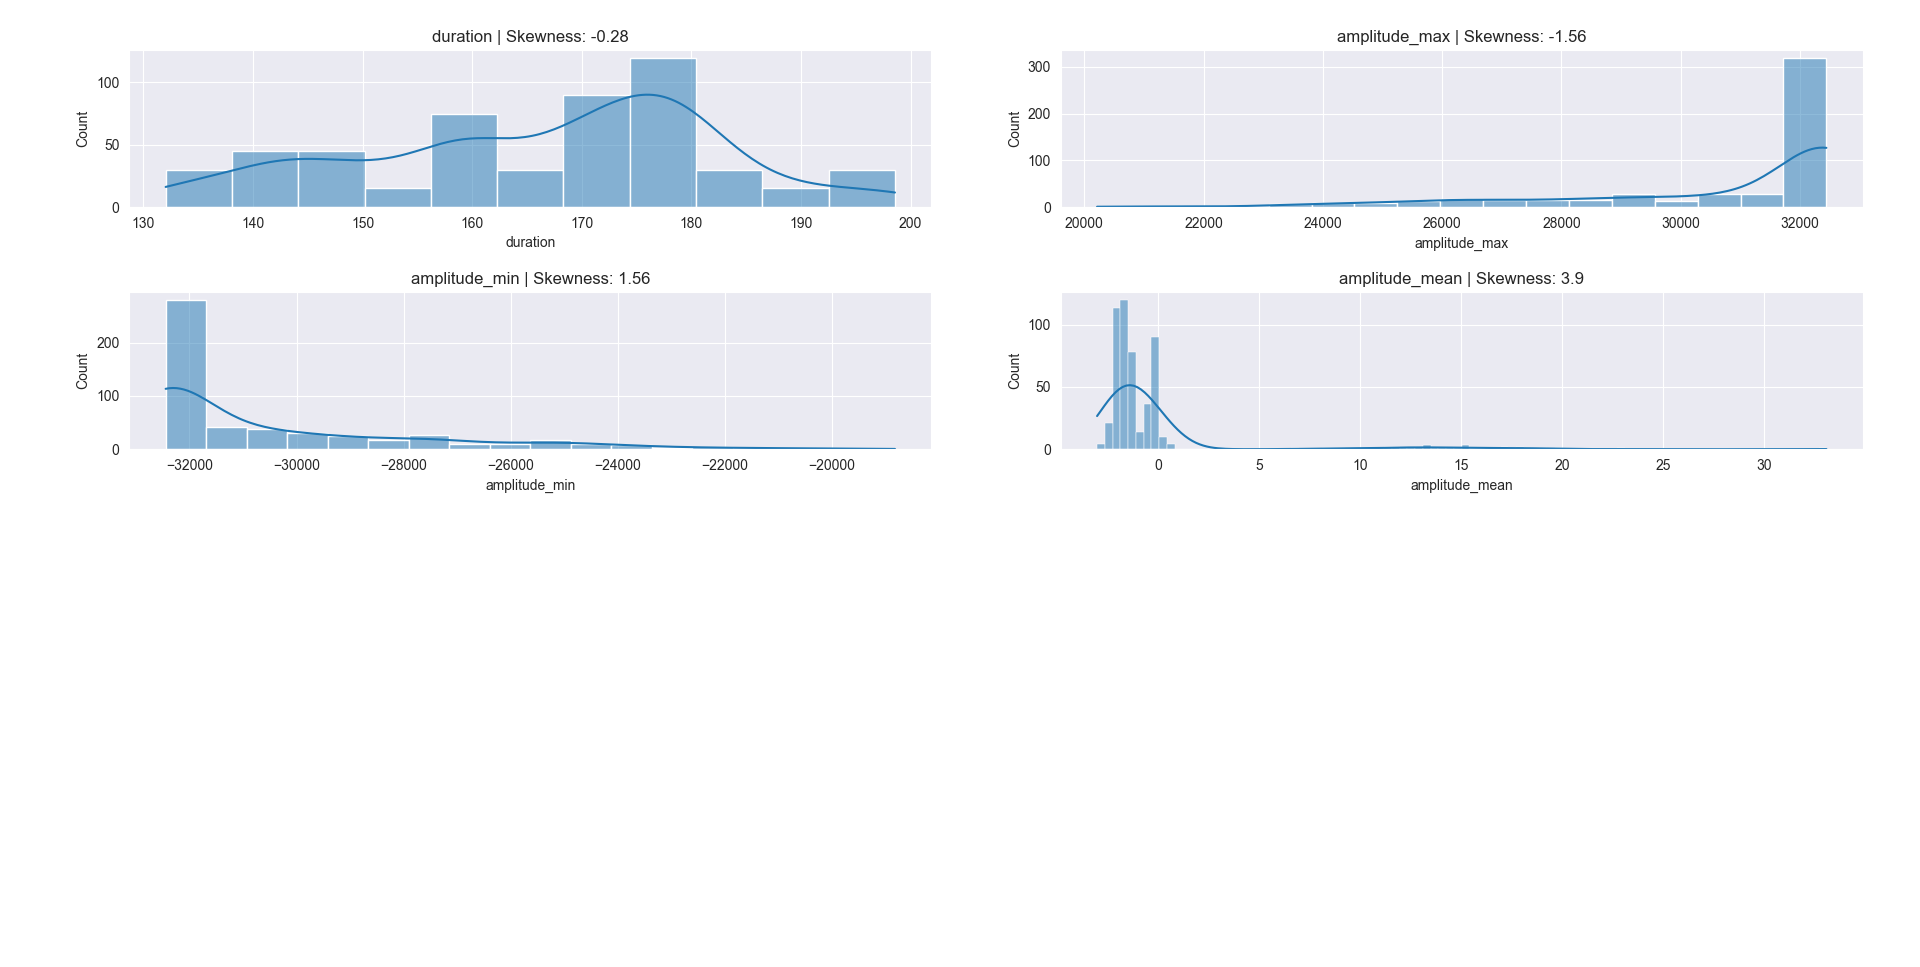 duration | Skewness: -0.28
Count
100
50
0
130 140 150 160 170 180 190 200
duration
amplitude_max | Skewness: -1.56
Count
300
200
100
0
20000 22000 24000 26000 28000 30000 32000
amplitude_max
amplitude_min | Skewness: 1.56
Count
200
100
0
−32000 −30000 −28000 −26000 −24000 −22000 −20000
amplitude_min
amplitude_mean | Skewness: 3.9
Count
100
50
0
0 5 10 15 20 25 30
amplitude_mean